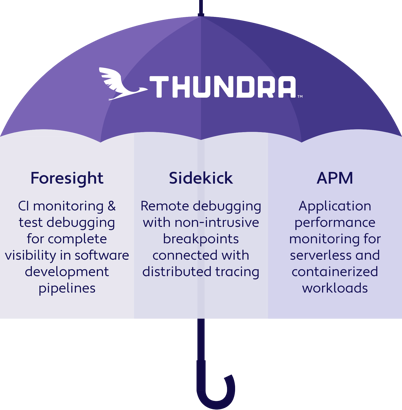 THUNDRA™
Foresight
CI monitoring &
test debugging
for complete
visibility in software
development
pipelines
Sidekick
Remote debugging
with non-intrusive
breakpoints
connected with
distributed tracing
APM
Application
performance
monitoring for
serverless and
containerized
workloads